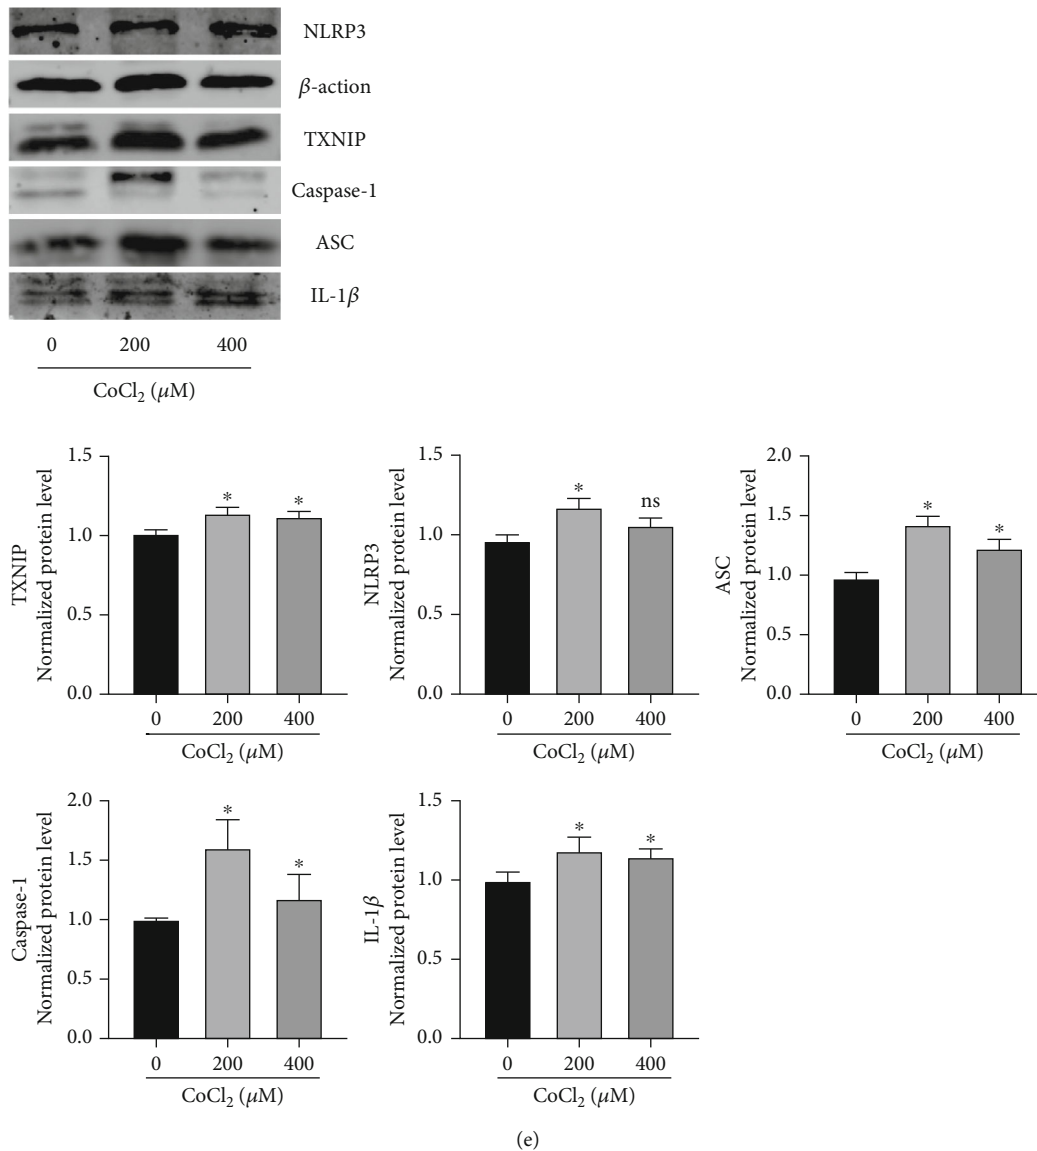 NLRP3
β-action
TXNIP
Caspase-1
ASC
IL-1β
0 200 400
CoCl₂ (μM)
TXNIP
Normalized protein level
1.5
1.0
0.5
0.0
* *
0 200 400
CoCl₂ (μM)
NLRP3
Normalized protein level
1.5
1.0
0.5
0.0
* ns
0 200 400
CoCl₂ (μM)
ASC
Normalized protein level
2.0
1.5
1.0
0.5
0.0
* *
0 200 400
CoCl₂ (μM)
Caspase-1
Normalized protein level
2.0
1.5
1.0
0.5
0.0
* *
0 200 400
CoCl₂ (μM)
IL-1β
Normalized protein level
1.5
1.0
0.5
0.0
* *
0 200 400
CoCl₂ (μM)
(e)